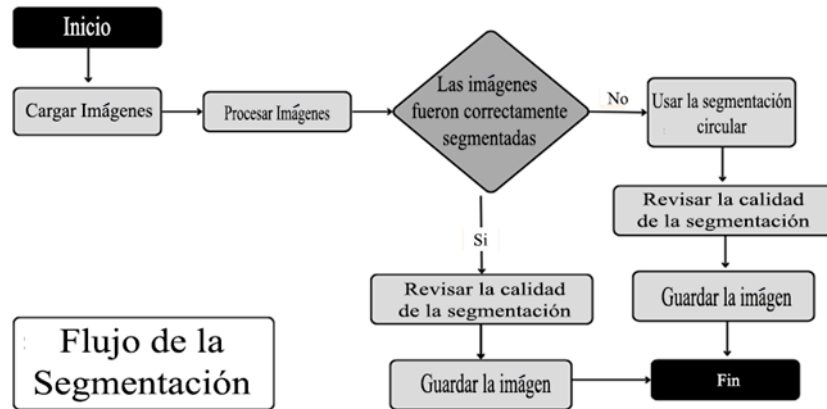 Inicio
Cargar Imágenes
Procesar Imágenes
Las imágenes
fueron correctamente
segmentadas
No
Usar la segmentación
circular
Revisar la calidad
de la segmentación
Guardar la imágen
Si
Revisar la calidad
de la segmentación
Guardar la imágen
Fin
Flujo de la
Segmentación